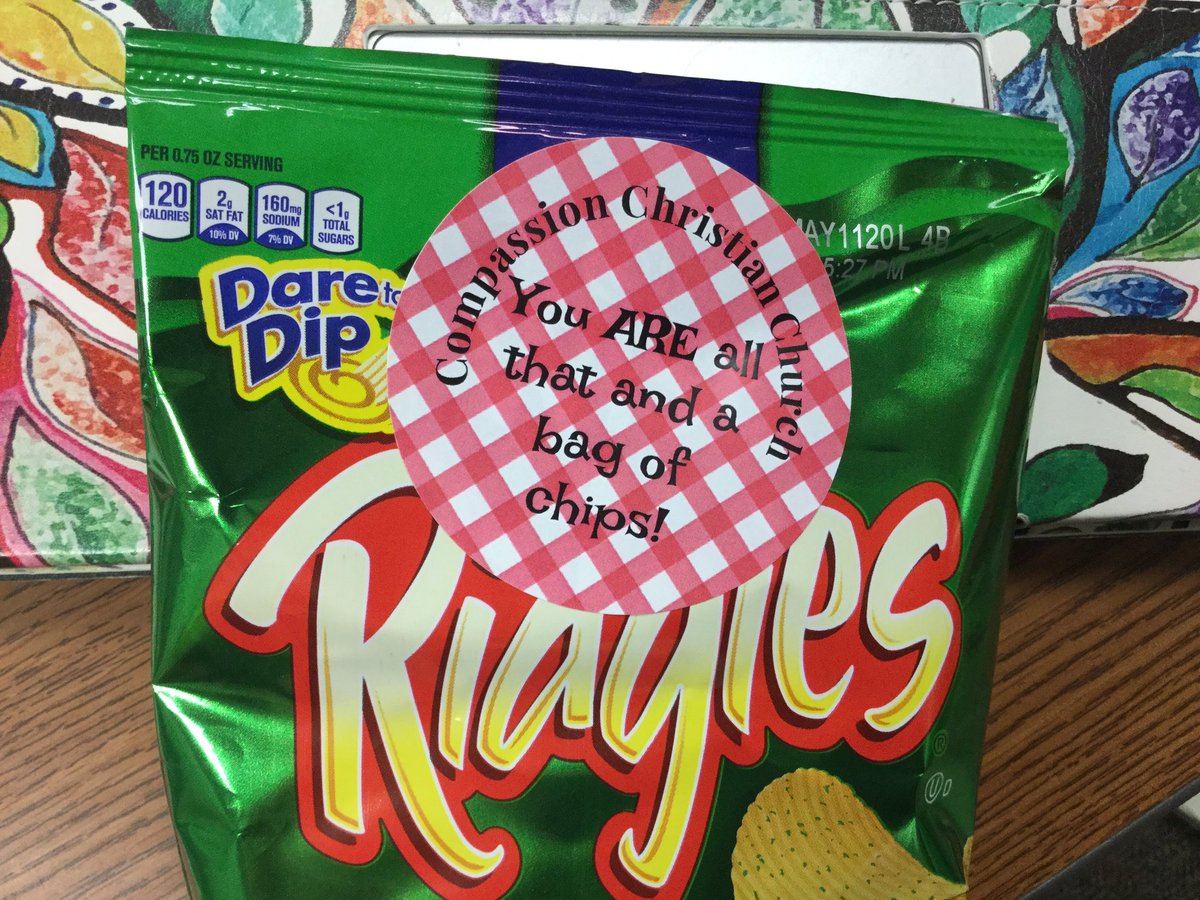 PER 0.75 OZ SERVING
120 CALORIES
2g SAT FAT 10% DV
160mg SODIUM 7% DV
<1g TOTAL SUGARS
Dare to
Dip
Compassion Christian Church
You ARE all
that and a
bag of
chips!
MAY1120L 4B
5:27 PM
Ruffles
®
U D